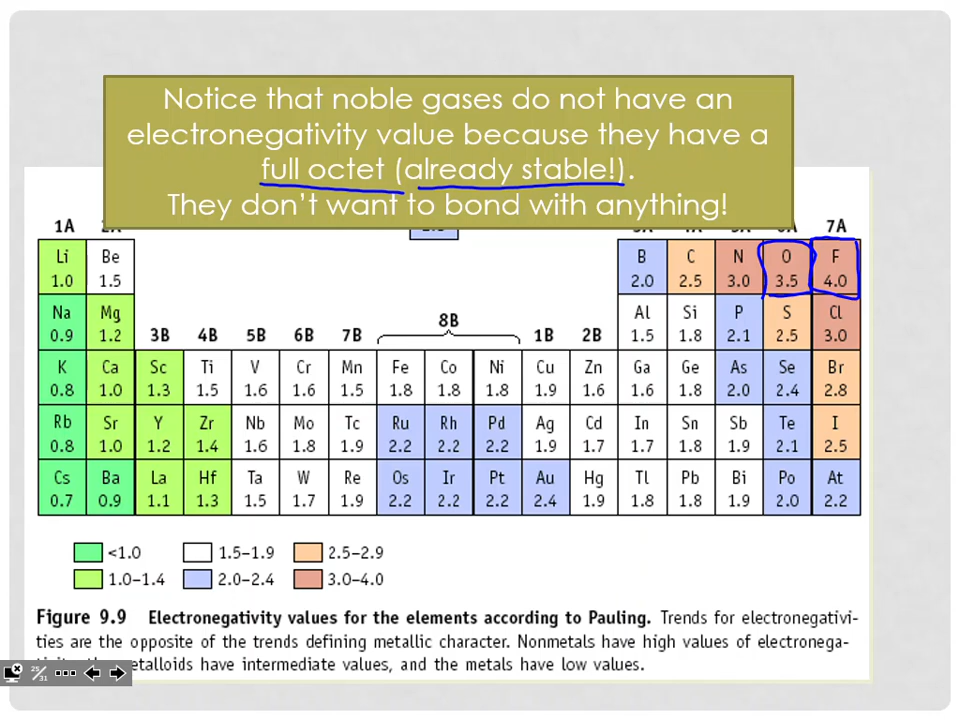 Notice that noble gases do not have an
electronegativity value because they have a
full octet (already stable!).
They don't want to bond with anything!
1A 7A
Li Be B C N O F
1.0 1.5 2.0 2.5 3.0 3.5 4.0
Na Mg Al Si P S Cl
0.9 1.2 3B 4B 5B 6B 7B 8B 1B 2B 1.5 1.8 2.1 2.5 3.0
K Ca Sc Ti V Cr Mn Fe Co Ni Cu Zn Ga Ge As Se Br
0.8 1.0 1.3 1.5 1.6 1.6 1.5 1.8 1.8 1.8 1.9 1.6 1.6 1.8 2.0 2.4 2.8
Rb Sr Y Zr Nb Mo Tc Ru Rh Pd Ag Cd In Sn Sb Te I
0.8 1.0 1.2 1.4 1.6 1.8 1.9 2.2 2.2 2.2 1.9 1.7 1.7 1.8 1.9 2.1 2.5
Cs Ba La Hf Ta W Re Os Ir Pt Au Hg Tl Pb Bi Po At
0.7 0.9 1.1 1.3 1.5 1.7 1.9 2.2 2.2 2.2 2.4 1.9 1.8 1.8 1.9 2.0 2.2
<1.0 1.5–1.9 2.5–2.9
1.0–1.4 2.0–2.4 3.0–4.0
Figure 9.9 Electronegativity values for the elements according to Pauling. Trends for electronegativi-
ties are the opposite of the trends defining metallic character. Nonmetals have high values of electronega-
have intermediate values, and the metals have low values.
25/31